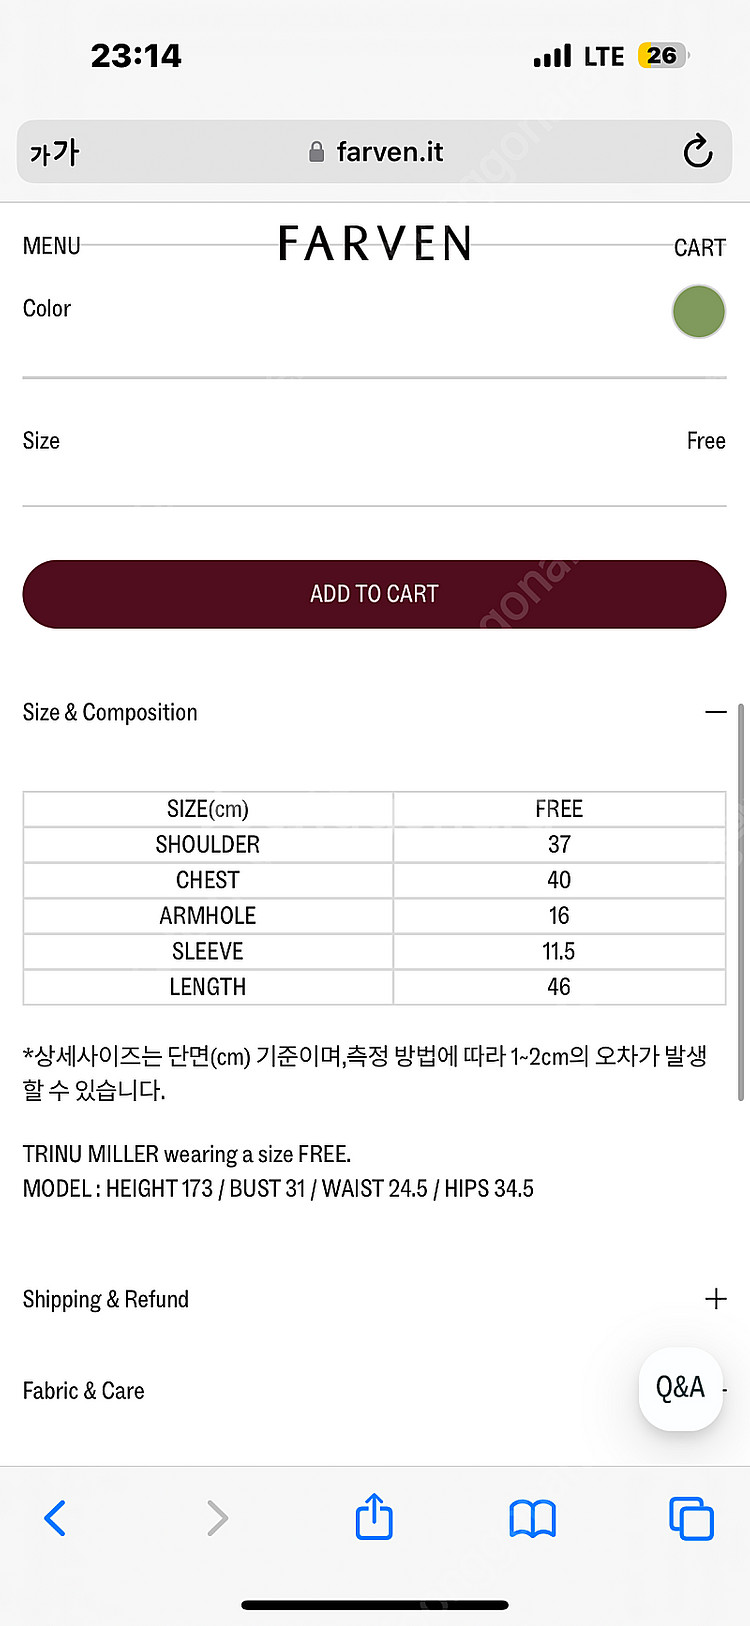 23:14 LTE 26
가가 farven.it
MENU FARVEN CART
Color
Size Free
ADD TO CART
Size & Composition
SIZE(cm) FREE
SHOULDER 37
CHEST 40
ARMHOLE 16
SLEEVE 11.5
LENGTH 46
*상세사이즈는 단면(cm) 기준이며,측정 방법에 따라 1~2cm의 오차가 발생
할 수 있습니다.
TRINU MILLER wearing a size FREE.
MODEL : HEIGHT 173 / BUST 31 / WAIST 24.5 / HIPS 34.5
Shipping & Refund
Fabric & Care
Q&A